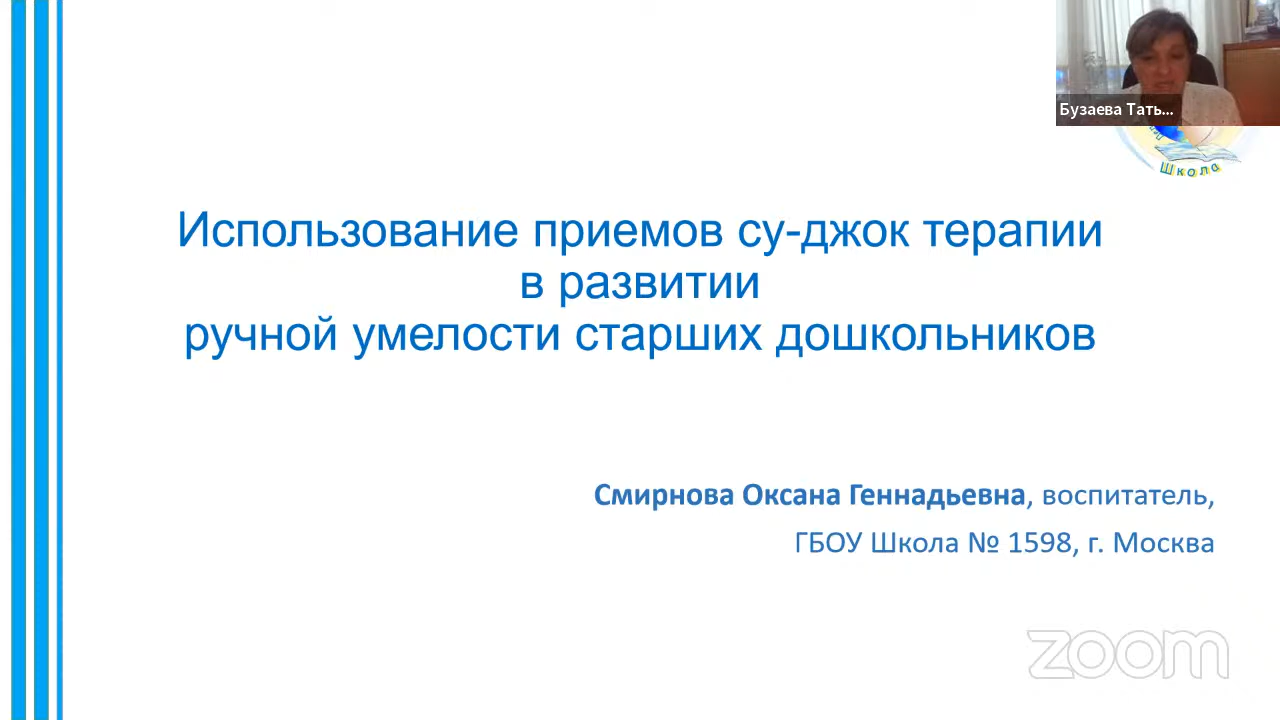 Бузаева Тать...
Школа
Использование приемов су-джок терапии
в развитии
ручной умелости старших дошкольников
Смирнова Оксана Геннадьевна, воспитатель,
ГБОУ Школа № 1598, г. Москва
zoom